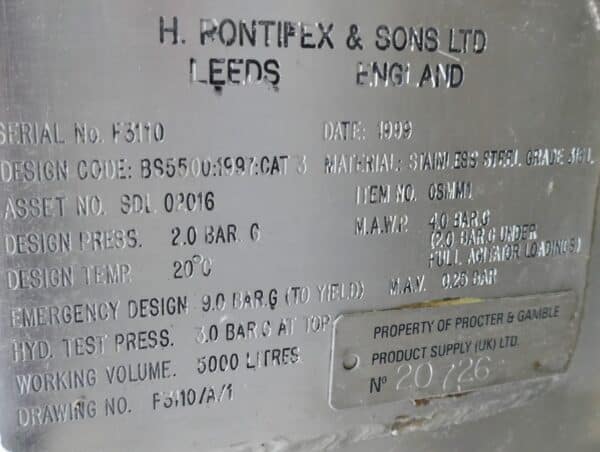 H. PONTIFEX & SONS LTD
LEEDS ENGLAND
SERIAL No. F3110 DATE: 1999
DESIGN CODE: BS5500:1997:CAT 3 MATERIAL: STAINLESS STEEL GRADE 316L
ASSET NO. SDL 02016 ITEM NO. 08MM1
DESIGN PRESS. 2.0 BAR. G M.A.W.P. 4.0 BAR.G
(2.0 BAR.G UNDER
FULL AGITATOR LOADINGS)
DESIGN TEMP. 20°C
EMERGENCY DESIGN 9.0 BAR.G (TO YIELD) M.A.V. 0.25 BAR
HYD. TEST PRESS. 3.0 BAR.G AT TOP
WORKING VOLUME. 5000 LITRES
DRAWING NO. F3110/A/1
PROPERTY OF PROCTER & GAMBLE
PRODUCT SUPPLY (UK) LTD.
Nº 20726